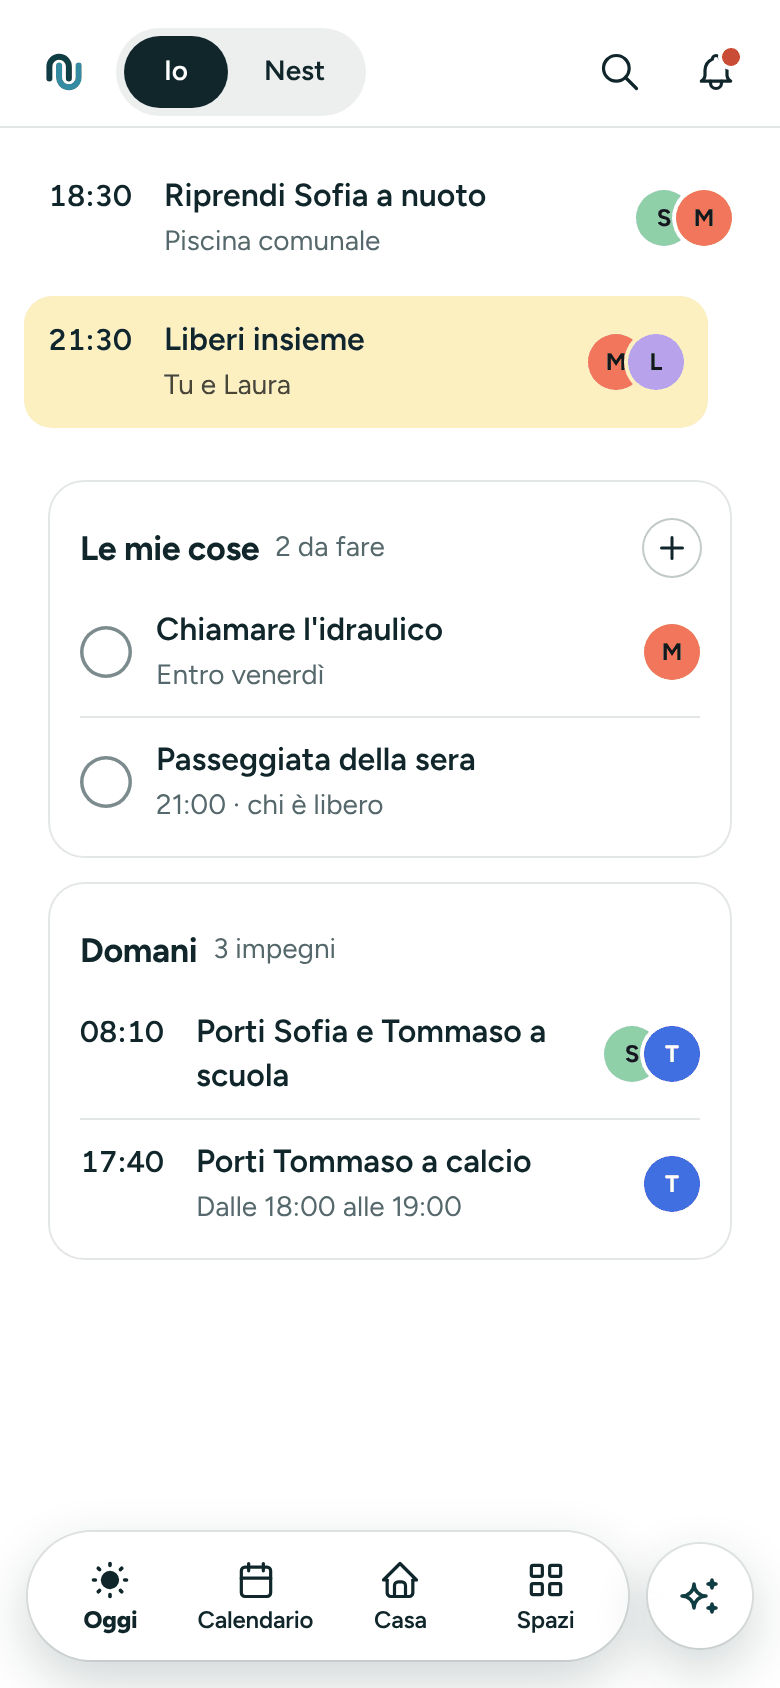 Io Nest
18:30 Riprendi Sofia a nuoto
Piscina comunale
S M
21:30 Liberi insieme
Tu e Laura
M L
Le mie cose 2 da fare
Chiamare l'idraulico
Entro venerdì
M
Passeggiata della sera
21:00 · chi è libero
Domani 3 impegni
08:10 Porti Sofia e Tommaso a
scuola
S T
17:40 Porti Tommaso a calcio
Dalle 18:00 alle 19:00
T
Oggi Calendario Casa Spazi